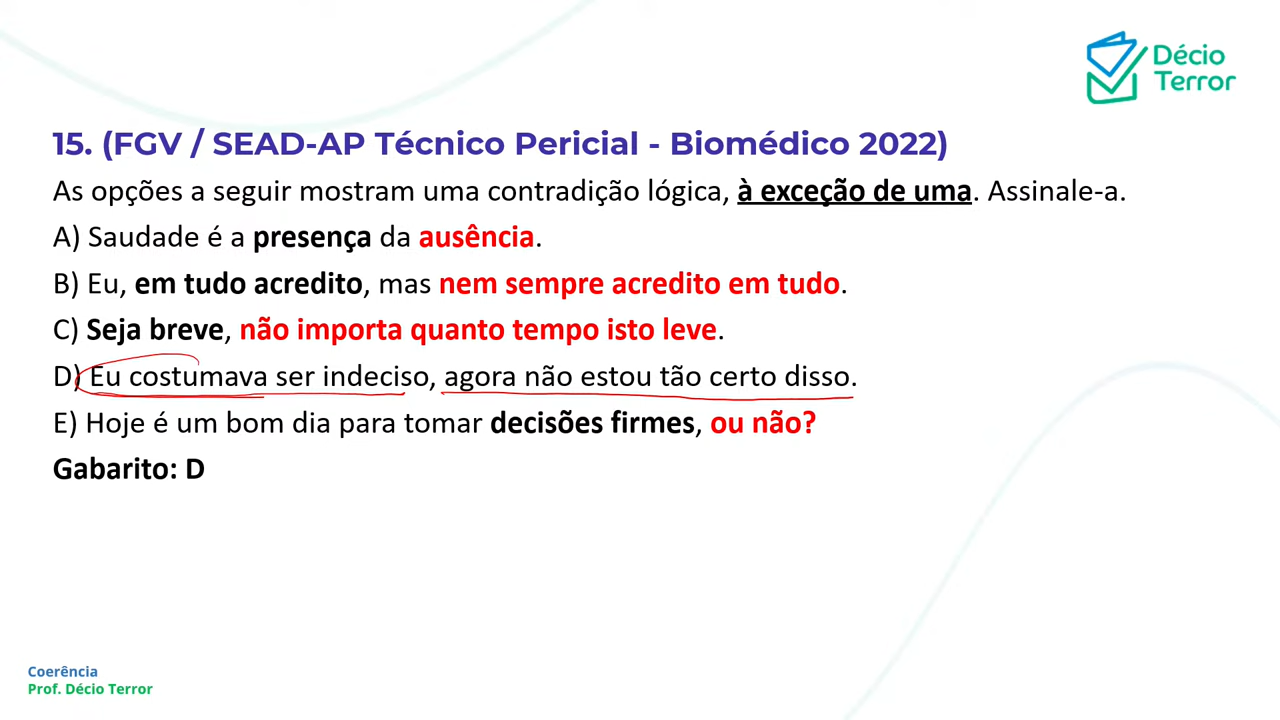 Décio
Terror
15. (FGV / SEAD-AP Técnico Pericial - Biomédico 2022)
As opções a seguir mostram uma contradição lógica, à exceção de uma. Assinale-a.
A) Saudade é a presença da ausência.
B) Eu, em tudo acredito, mas nem sempre acredito em tudo.
C) Seja breve, não importa quanto tempo isto leve.
D) Eu costumava ser indeciso, agora não estou tão certo disso.
E) Hoje é um bom dia para tomar decisões firmes, ou não?
Gabarito: D
Coerência
Prof. Décio Terror